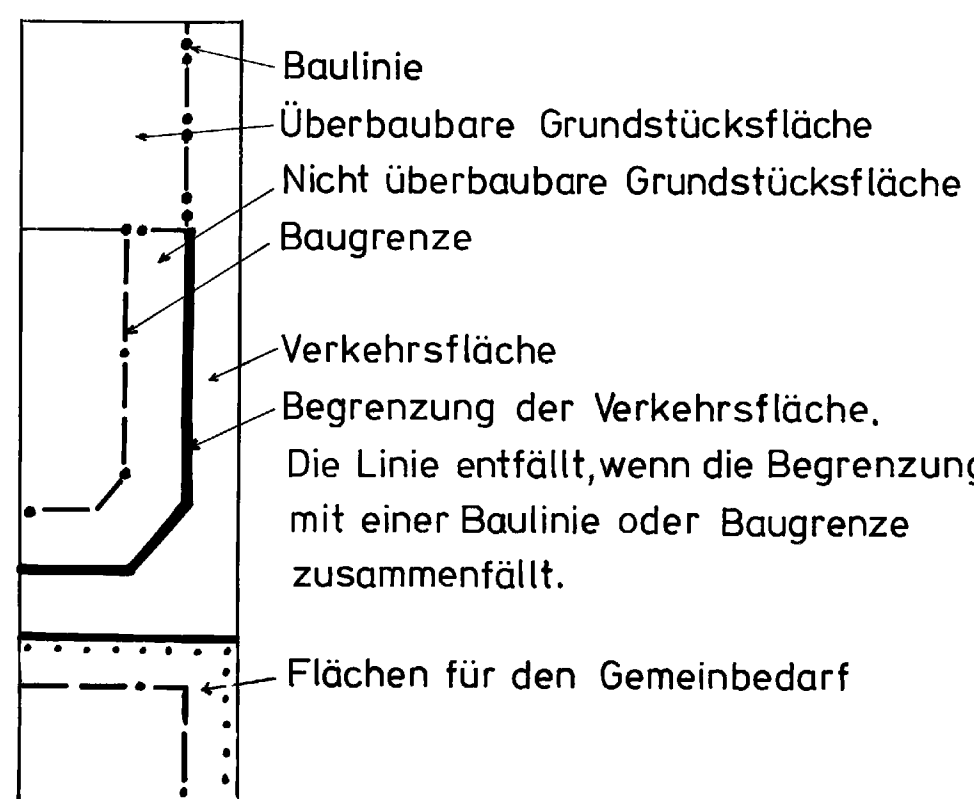 Baulinie
Überbaubare Grundstücksfläche
Nicht überbaubare Grundstücksfläche
Baugrenze
Verkehrsfläche
Begrenzung der Verkehrsfläche.
Die Linie entfällt, wenn die Begrenzung
mit einer Baulinie oder Baugrenze
zusammenfällt.
Flächen für den Gemeinbedarf